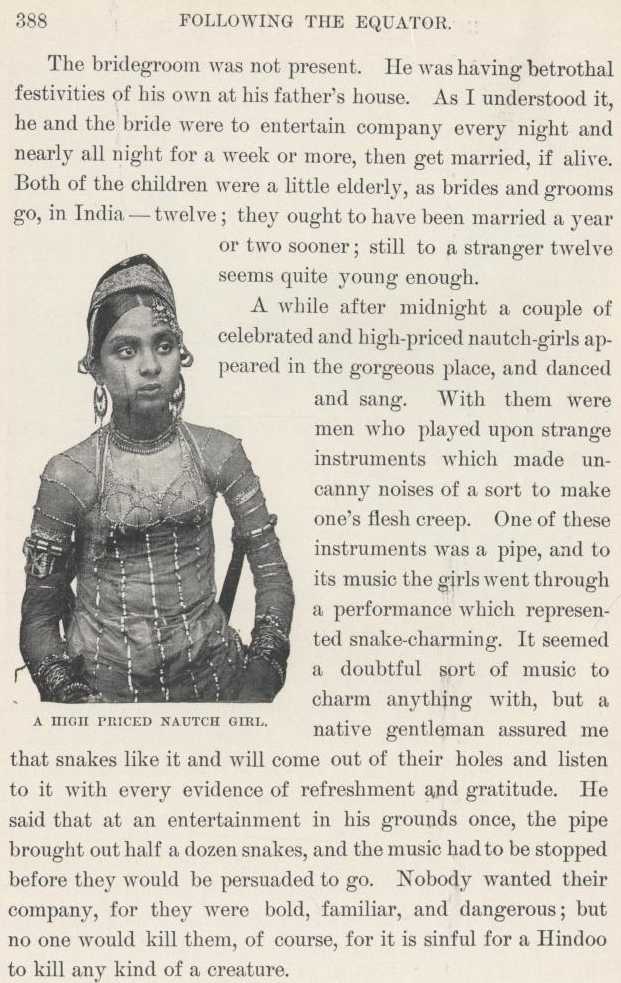 388 FOLLOWING THE EQUATOR.
The bridegroom was not present. He was having betrothal
festivities of his own at his father's house. As I understood it,
he and the bride were to entertain company every night and
nearly all night for a week or more, then get married, if alive.
Both of the children were a little elderly, as brides and grooms
go, in India — twelve; they ought to have been married a year
or two sooner; still to a stranger twelve
seems quite young enough.
A while after midnight a couple of
celebrated and high-priced nautch-girls ap-
peared in the gorgeous place, and danced
and sang. With them were
men who played upon strange
instruments which made un-
canny noises of a sort to make
one's flesh creep. One of these
instruments was a pipe, and to
its music the girls went through
a performance which represen-
ted snake-charming. It seemed
a doubtful sort of music to
charm anything with, but a
native gentleman assured me
A HIGH PRICED NAUTCH GIRL.
that snakes like it and will come out of their holes and listen
to it with every evidence of refreshment and gratitude. He
said that at an entertainment in his grounds once, the pipe
brought out half a dozen snakes, and the music had to be stopped
before they would be persuaded to go. Nobody wanted their
company, for they were bold, familiar, and dangerous; but
no one would kill them, of course, for it is sinful for a Hindoo
to kill any kind of a creature.